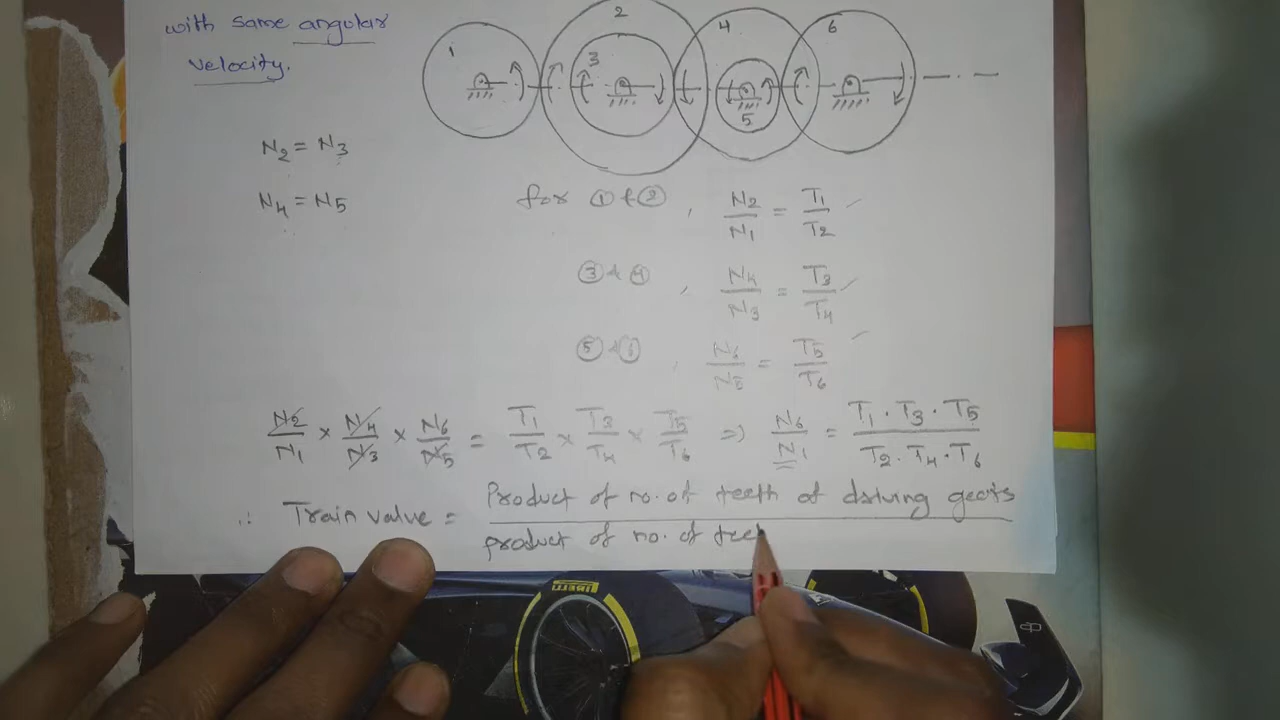 with same angular
velocity.
1 2 3 4 5 6
N2 = N3
N4 = N5
for ① & ② , N2/N1 = T1/T2
③ & ④ , N4/N3 = T3/T4
⑤ & ⑥ , N6/N5 = T5/T6
N2/N1 × N4/N3 × N6/N5 = T1/T2 × T3/T4 × T5/T6 => N6/N1 = T1 · T3 · T5 / T2 · T4 · T6
∴ Train value = Product of no. of teeth of driving gears
product of no. of teet
PIRELLI